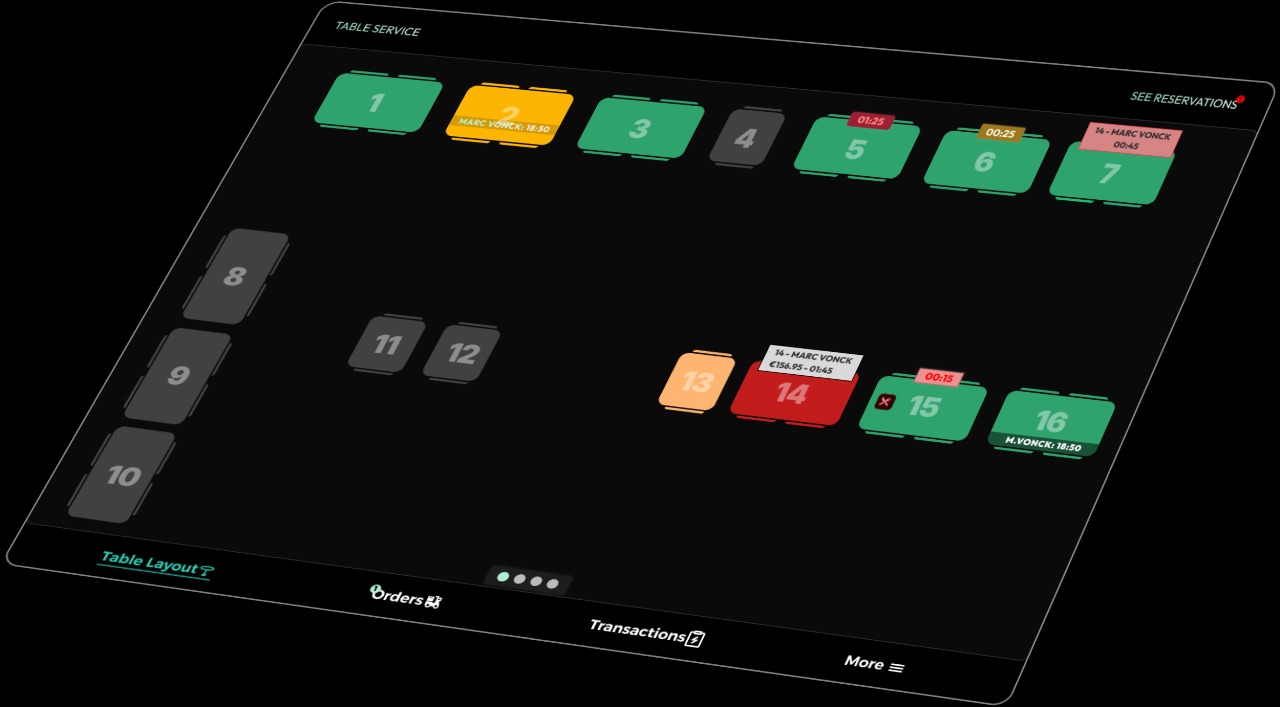 TABLE SERVICE
SEE RESERVATIONS
1
2
MARC VONCK: 18:50
3
4
01:25
5
00:25
6
14 - MARC VONCK
00:45
7
8
9
10
11
12
13
14 - MARC VONCK
€156.95 - 01:45
14
00:15
15
16
M.VONCK: 18:50
Table Layout
Orders
Transactions
More